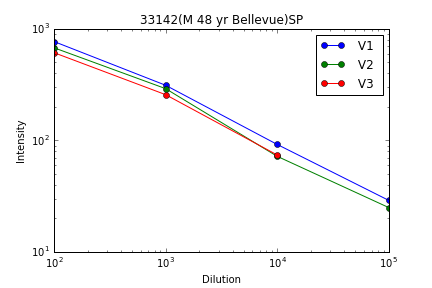 33142(M 48 yr Bellevue)SP
10³
V1
V2
V3
Intensity
10²
10¹
10² 10³ 10⁴ 10⁵
Dilution